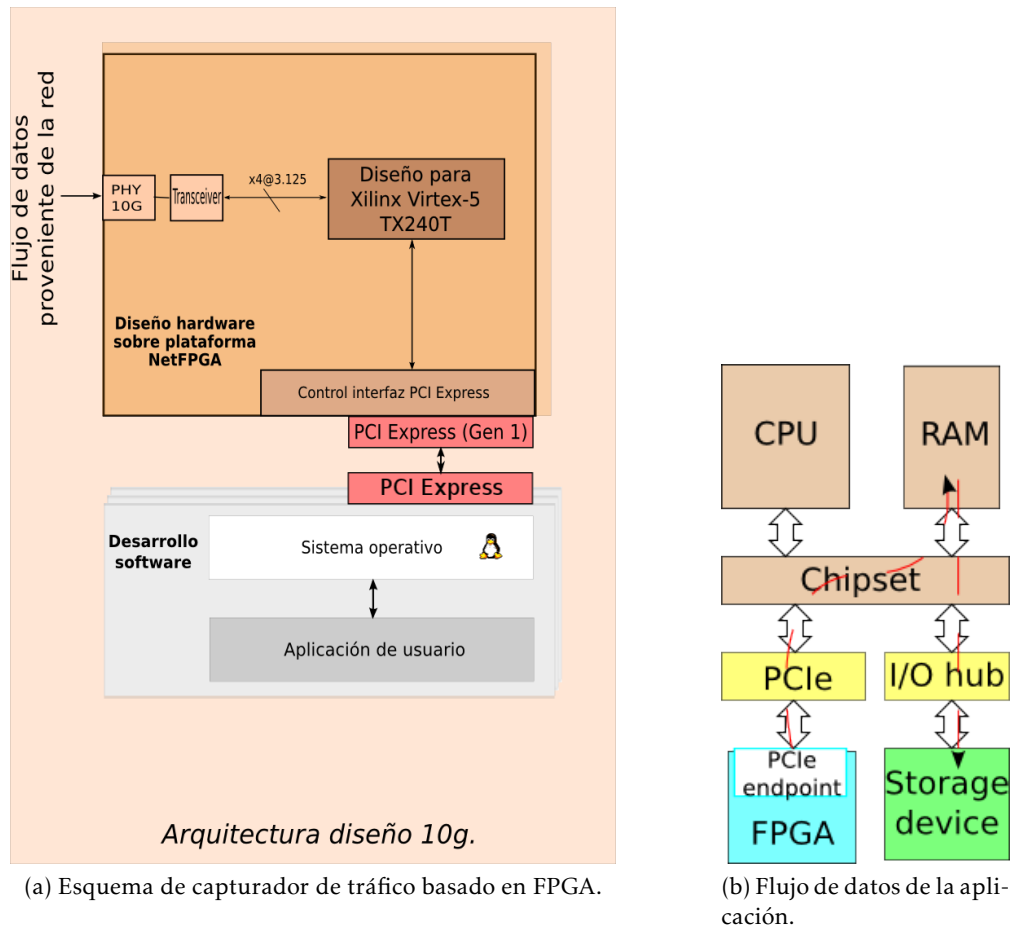 Flujo de datos
proveniente de la red
PHY
10G
Transceiver
x4@3.125
Diseño para
Xilinx Virtex-5
TX240T
Diseño hardware
sobre plataforma
NetFPGA
Control interfaz PCI Express
PCI Express (Gen 1)
PCI Express
Desarrollo
software
Sistema operativo
Aplicación de usuario
Arquitectura diseño 10g.
(a) Esquema de capturador de tráfico basado en FPGA.
CPU
RAM
Chipset
PCIe
I/O hub
PCIe
endpoint
FPGA
Storage
device
(b) Flujo de datos de la apli-
cación.